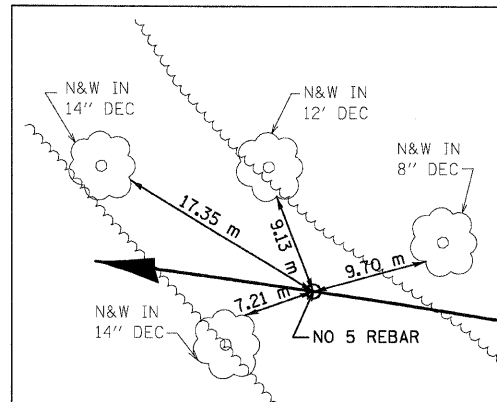 N&W IN
14'' DEC
N&W IN
12' DEC
N&W IN
8'' DEC
17.35 m
9.13 m
9.70 m
7.21 m
N&W IN
14'' DEC
NO 5 REBAR